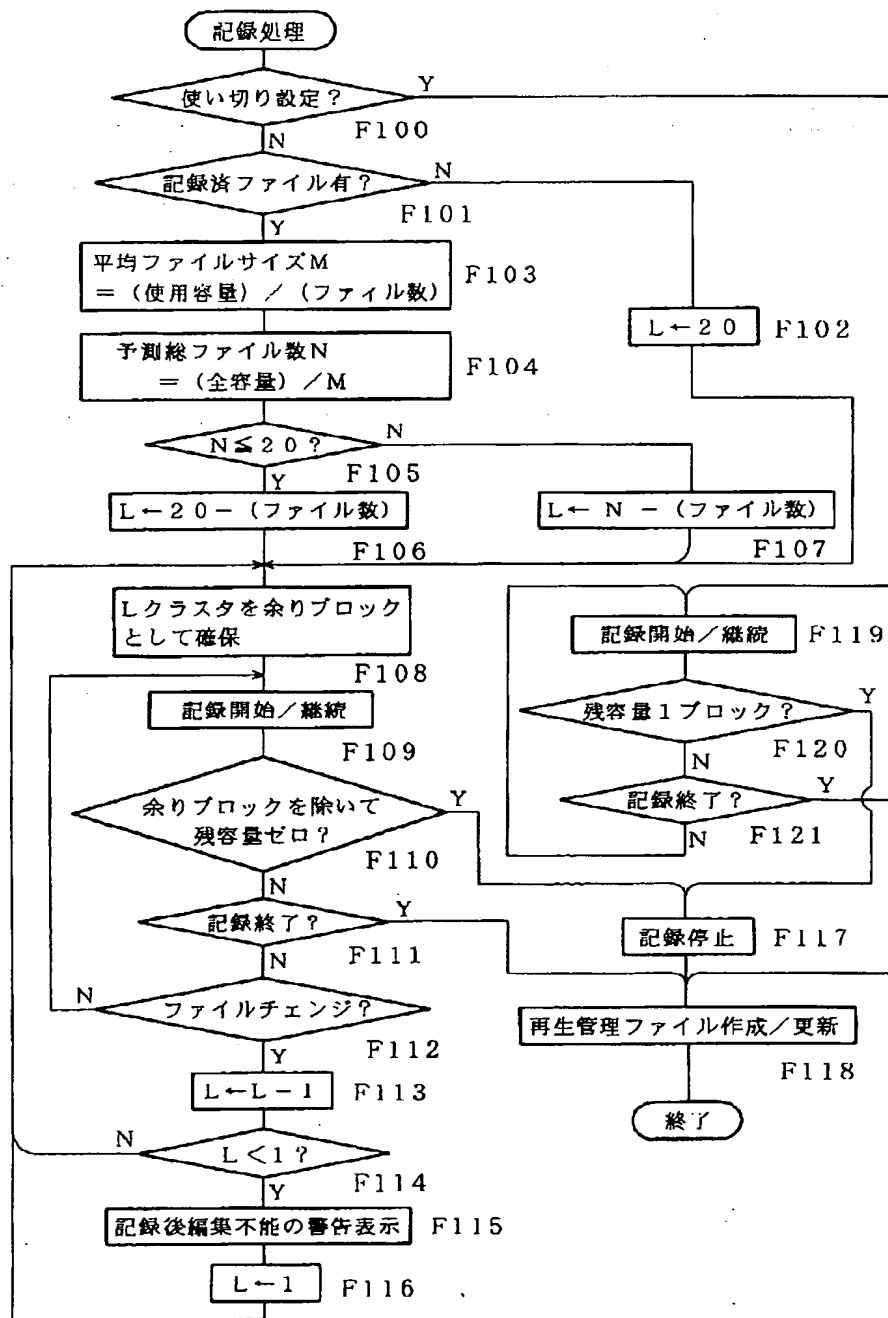 記録処理
使い切り設定？
Y
F100
N
記録済ファイル有？
N
F101
Y
平均ファイルサイズM
＝（使用容量）／（ファイル数）
F103
L←20
F102
予測総ファイル数N
＝（全容量）／M
F104
N≦20？
N
F105
Y
L←20－（ファイル数）
F106
L←N－（ファイル数）
F107
Lクラスタを余りブロック
として確保
F108
記録開始／継続
F109
余りブロックを除いて
残容量ゼロ？
Y
F110
N
記録終了？
Y
F111
N
ファイルチェンジ？
N
F112
Y
L←L－1
F113
L＜1？
N
F114
Y
記録後編集不能の警告表示
F115
L←1
F116
記録開始／継続
F119
残容量1ブロック？
Y
F120
N
記録終了？
Y
F121
N
記録停止
F117
再生管理ファイル作成／更新
F118
終了